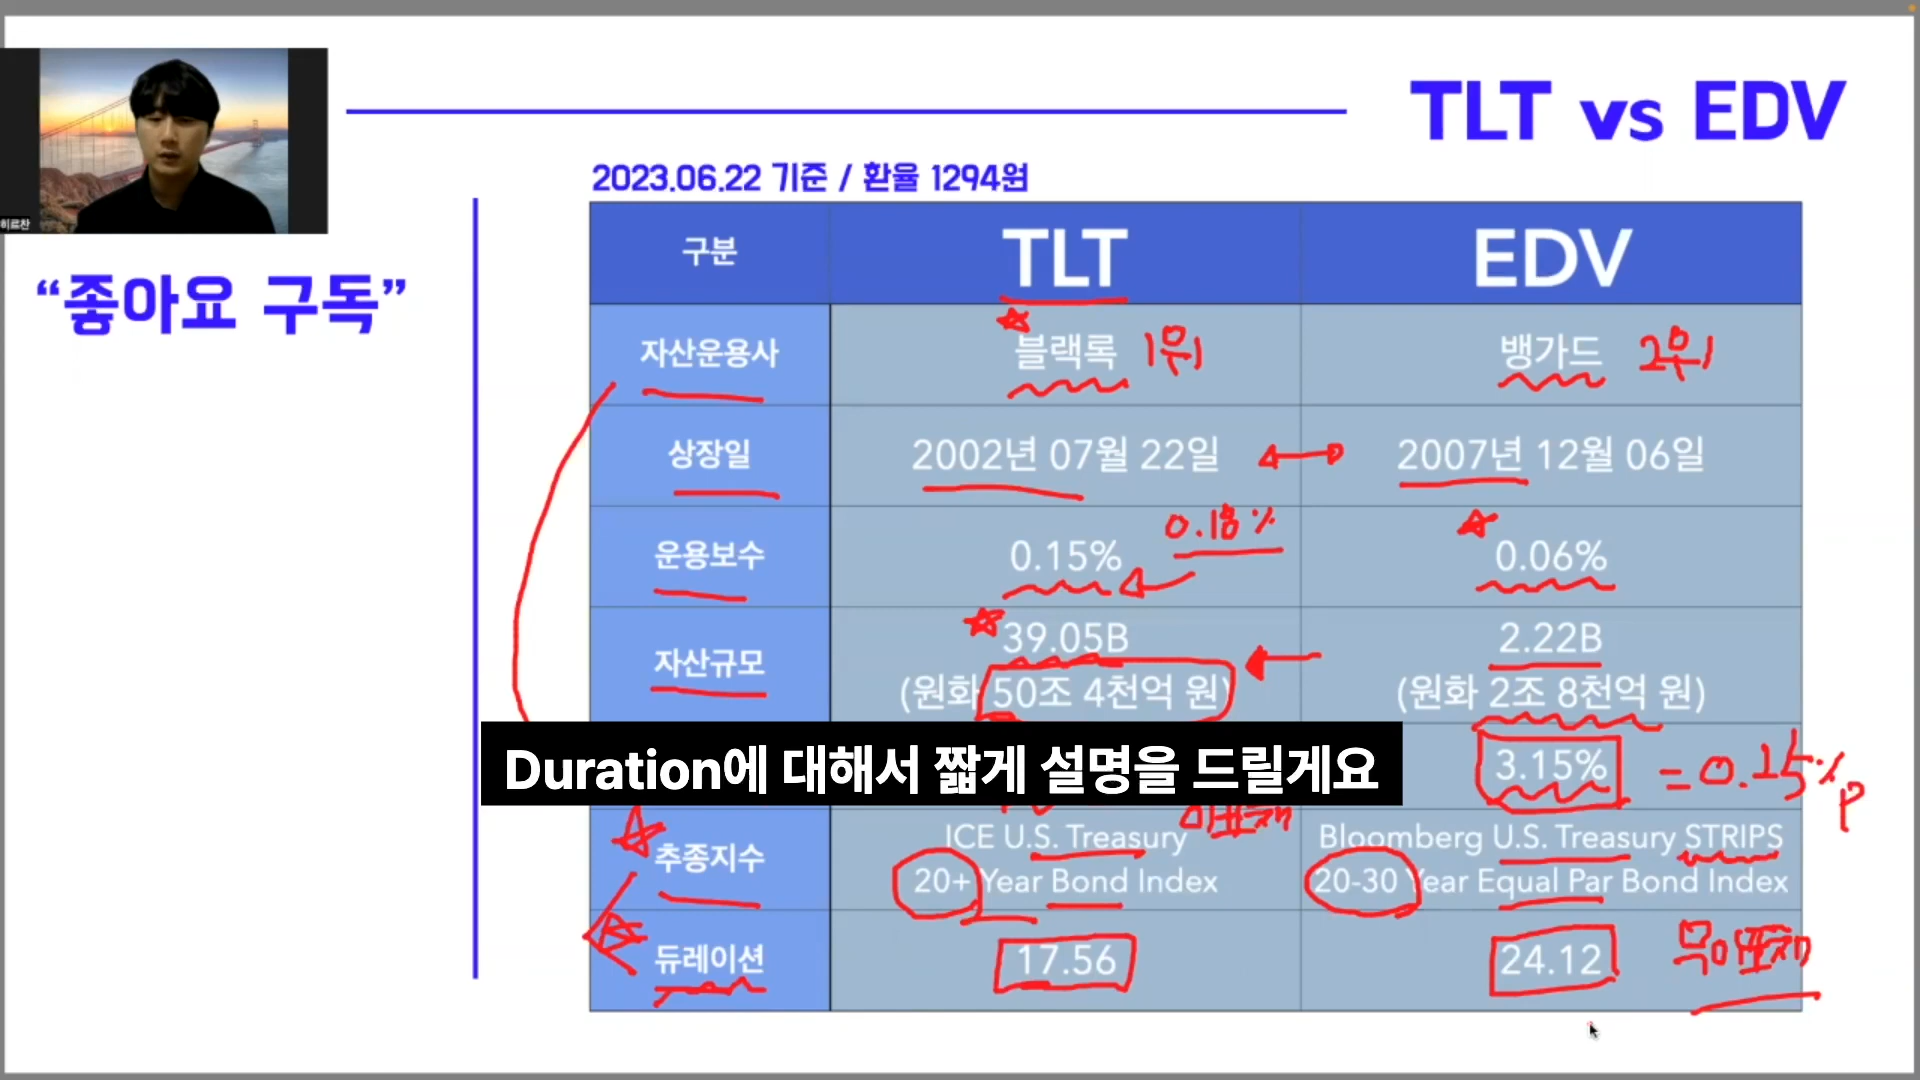 TLT vs EDV
히르찬
2023.06.22 기준 / 환율 1294원
“좋아요 구독”
구분
TLT
EDV
자산운용사
블랙록 1위
뱅가드 2위
상장일
2002년 07월 22일
2007년 12월 06일
운용보수
0.15%
0.18%
0.06%
자산규모
39.05B
(원화 50조 4천억 원)
2.22B
(원화 2조 8천억 원)
Duration에 대해서 짧게 설명을 드릴게요
3.15%
= 0.25%p
추종지수
ICE U.S. Treasury
20+ Year Bond Index
이표채
Bloomberg U.S. Treasury STRIPS
20-30 Year Equal Par Bond Index
듀레이션
17.56
24.12
무이표채